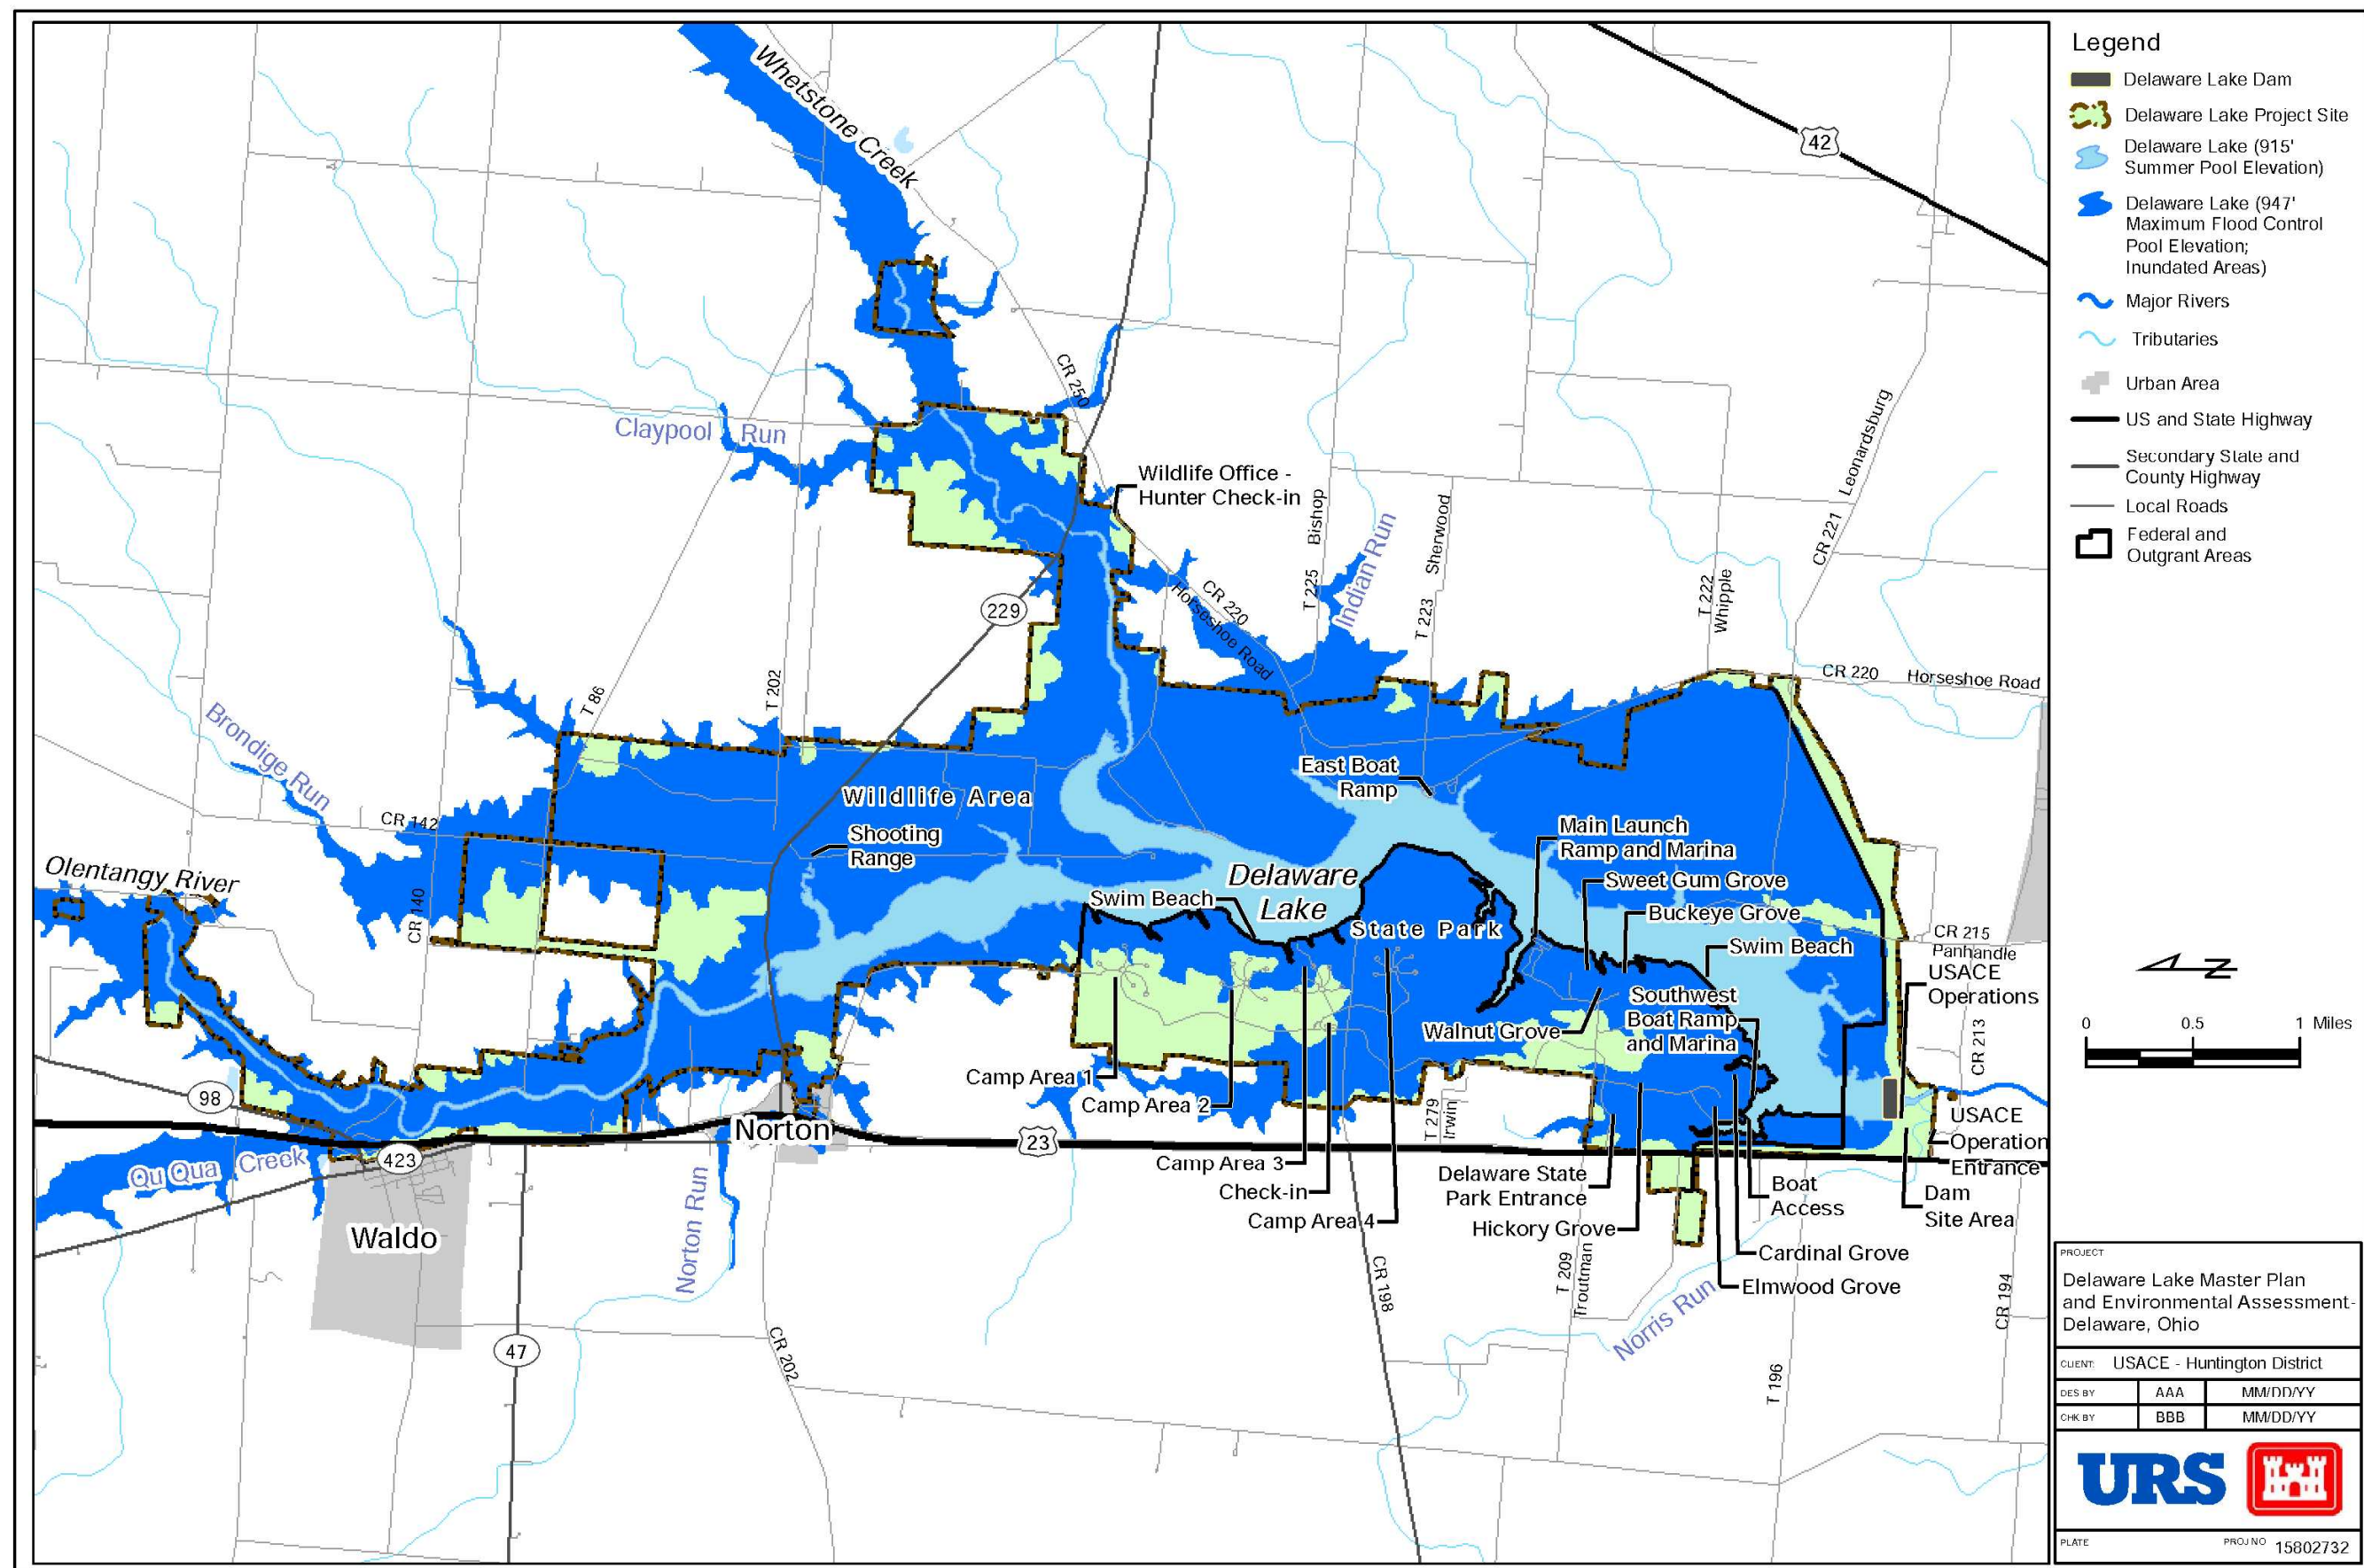 Whetstone Creek
42
Claypool Run
CR 250
Wildlife Office -
Hunter Check-in
229
CR 220
Horseshoe Road
T 225 Bishop
Indian Run
T 223 Sherwood
T 222
Whipple
CR 221 Leonardsburg
CR 220 Horseshoe Road
T 86
T 202
Brondige Run
CR 142
CR 140
Olentangy River
Wildlife Area
Shooting
Range
East Boat
Ramp
Delaware
Lake
Swim Beach
State Park
Main Launch
Ramp and Marina
Sweet Gum Grove
Buckeye Grove
Swim Beach
CR 215
Panhandle
USACE
Operations
CR 213
Southwest
Boat Ramp
and Marina
Walnut Grove
Camp Area 1
Camp Area 2
98
Norton
23
T 279
Irwin
423
Qu Qua Creek
Waldo
Norton Run
Camp Area 3
Check-in
Camp Area 4
Delaware State
Park Entrance
Hickory Grove
Boat
Access
Cardinal Grove
Elmwood Grove
USACE
Operation
Entrance
Dam
Site Area
47
CR 202
CR 198
T 209
Troutman
Norris Run
T 196
CR 194
Legend
Delaware Lake Dam
Delaware Lake Project Site
Delaware Lake (915'
Summer Pool Elevation)
Delaware Lake (947'
Maximum Flood Control
Pool Elevation;
Inundated Areas)
Major Rivers
Tributaries
Urban Area
US and State Highway
Secondary State and
County Highway
Local Roads
Federal and
Outgrant Areas
N
0 0.5 1 Miles
PROJECT
Delaware Lake Master Plan
and Environmental Assessment-
Delaware, Ohio
CLIENT: USACE - Huntington District
DES BY AAA MM/DD/YY
CHK BY BBB MM/DD/YY
URS
PLATE PROJ NO 15802732